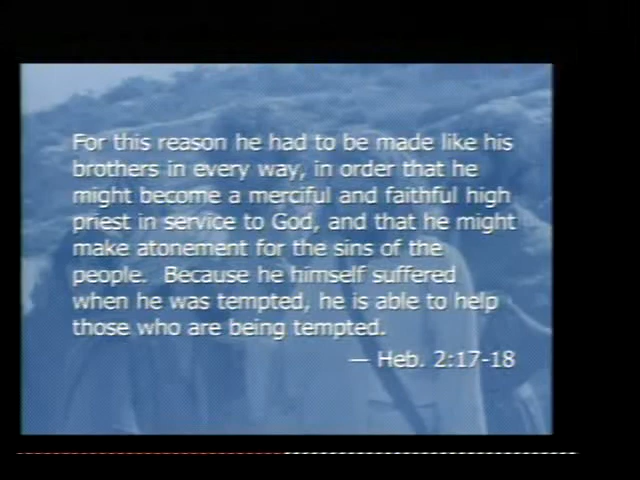 For this reason he had to be made like his
brothers in every way, in order that he
might become a merciful and faithful high
priest in service to God, and that he might
make atonement for the sins of the
people.  Because he himself suffered
when he was tempted, he is able to help
those who are being tempted.
— Heb. 2:17-18